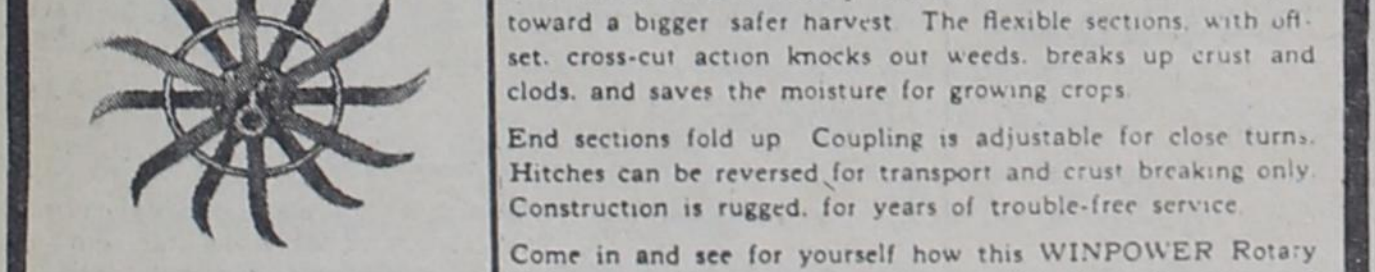 toward a bigger safer harvest. The flexible sections, with off-
set, cross-cut action knocks out weeds, breaks up crust and
clods, and saves the moisture for growing crops.
End sections fold up. Coupling is adjustable for close turns.
Hitches can be reversed for transport and crust breaking only.
Construction is rugged, for years of trouble-free service.
Come in and see for yourself how this WINPOWER Rotary